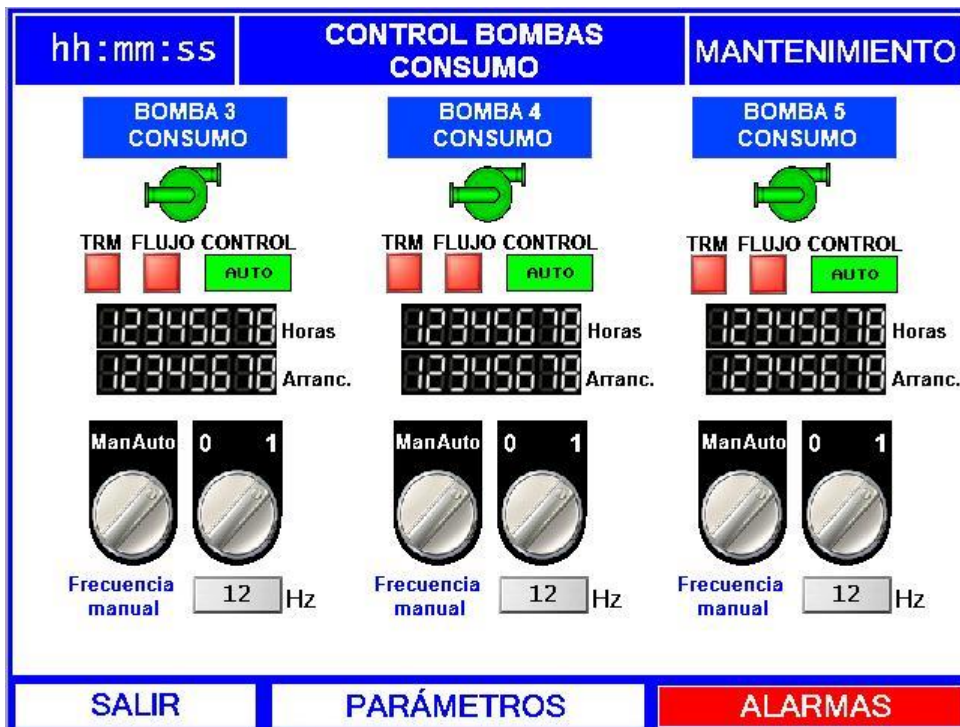 hh:mm:ss CONTROL BOMBAS CONSUMO MANTENIMIENTO
BOMBA 3 BOMBA 4 BOMBA 5
CONSUMO CONSUMO CONSUMO
TRM FLUJO CONTROL TRM FLUJO CONTROL TRM FLUJO CONTROL
AUTO AUTO AUTO
12345678 Horas 12345678 Horas 12345678 Horas
12345678 Arranc. 12345678 Arranc. 12345678 Arranc.
ManAuto 0 1 ManAuto 0 1 ManAuto 0 1
Frecuencia manual 12 Hz Frecuencia manual 12 Hz Frecuencia manual 12 Hz
SALIR PARÁMETROS ALARMAS